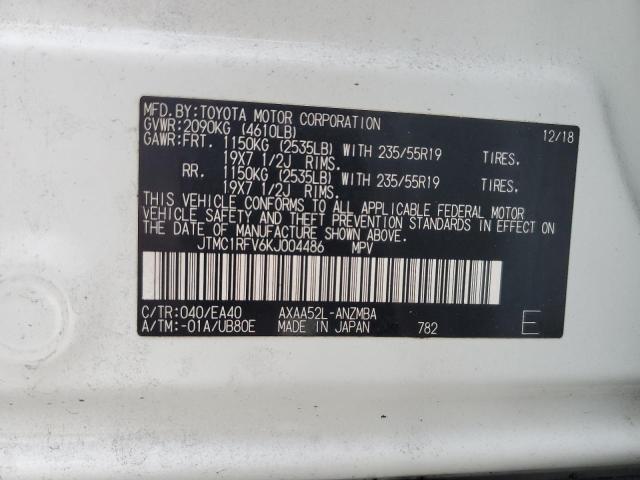 MFD.BY:TOYOTA MOTOR CORPORATION 12/18
GVWR:2090KG (4610LB)
GAWR:FRT. 1150KG (2535LB) WITH 235/55R19 TIRES.
19X7 1/2J RIMS.
RR. 1150KG (2535LB) WITH 235/55R19 TIRES.
19X7 1/2J RIMS.
THIS VEHICLE CONFORMS TO ALL APPLICABLE FEDERAL MOTOR
VEHICLE SAFETY AND THEFT PREVENTION STANDARDS IN EFFECT ON
THE DATE OF MANUFACTURE SHOWN ABOVE.
JTMC1RFV6KJ004486 MPV
C/TR:040/EA40 AXAA52L-ANZMBA
A/TM:-01A/UB80E MADE IN JAPAN 782 E